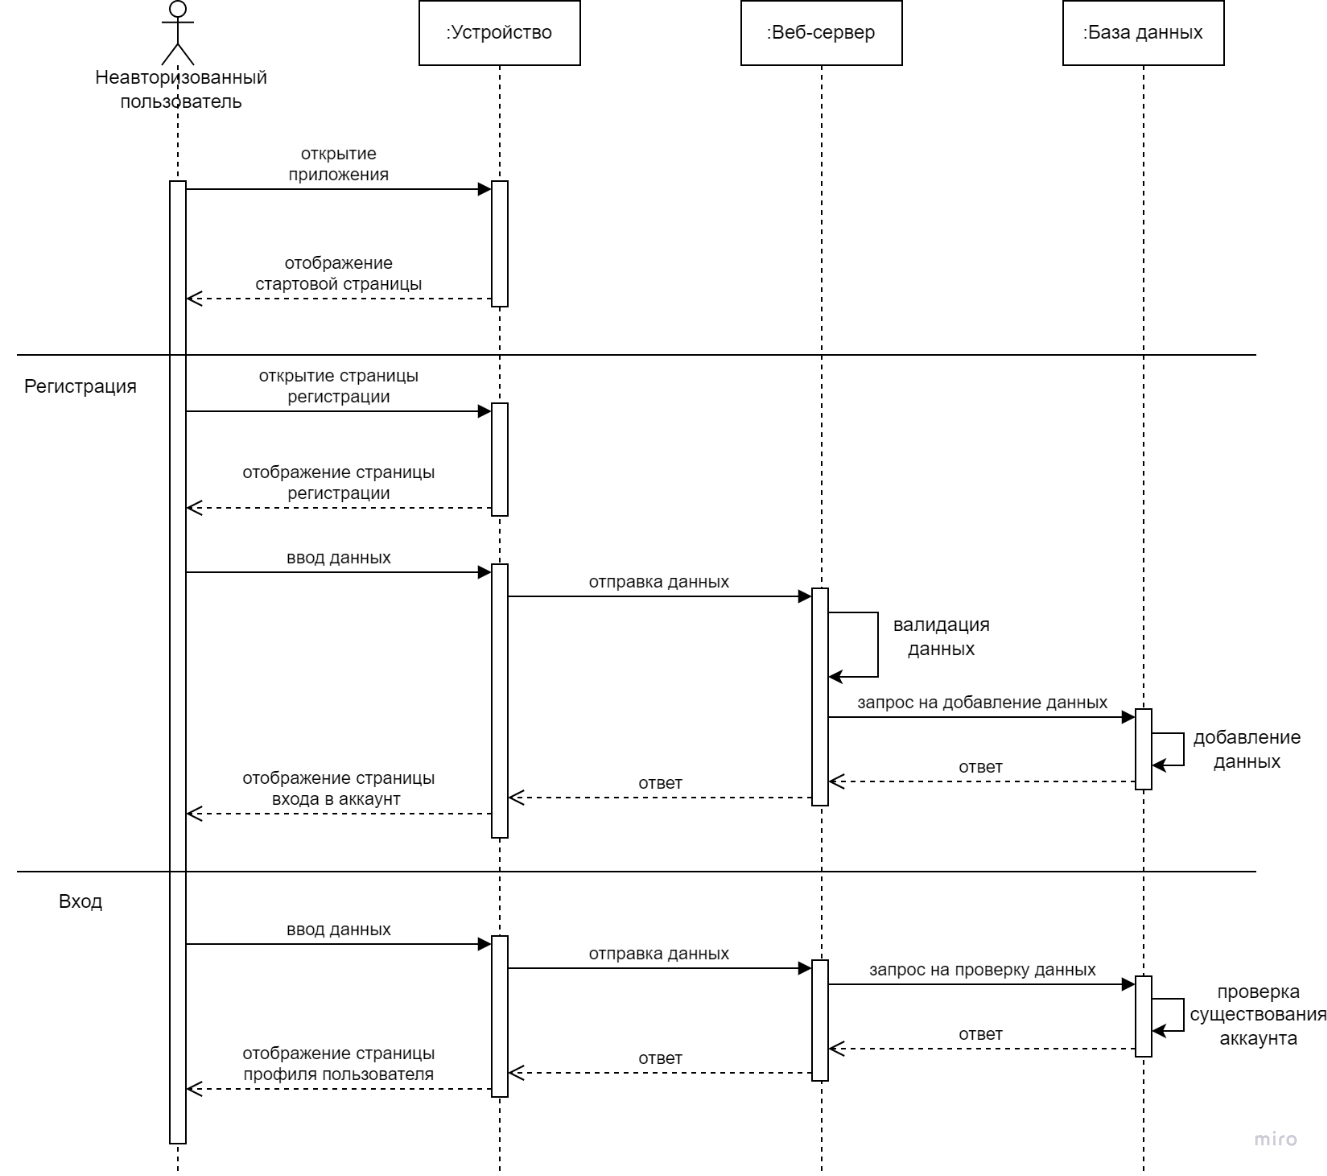 :Устройство
:Веб-сервер
:База данных
Неавторизованный
пользователь
открытие
приложения
отображение
стартовой страницы
Регистрация
открытие страницы
регистрации
отображение страницы
регистрации
ввод данных
отправка данных
валидация
данных
запрос на добавление данных
добавление
данных
ответ
ответ
отображение страницы
входа в аккаунт
Вход
ввод данных
отправка данных
запрос на проверку данных
проверка
существования
аккаунта
ответ
ответ
отображение страницы
профиля пользователя
miro